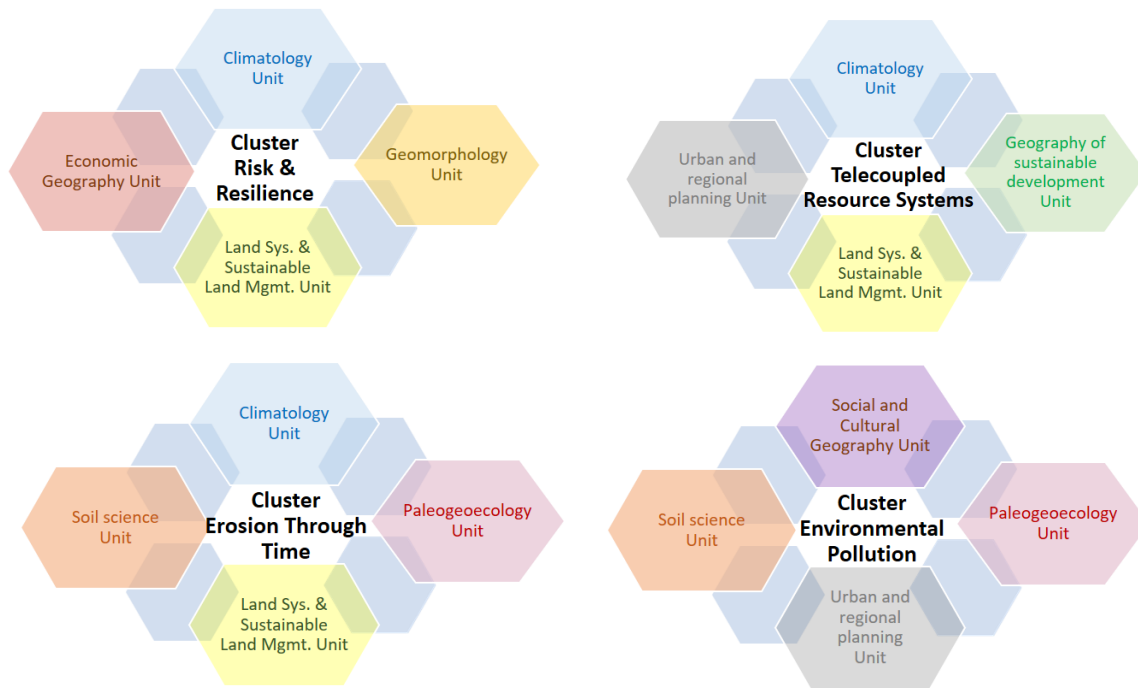 Climatology
Unit
Economic
Geography Unit
Cluster
Risk &
Resilience
Geomorphology
Unit
Land Sys. &
Sustainable
Land Mgmt. Unit
Climatology
Unit
Urban and
regional
planning Unit
Cluster
Telecoupled
Resource Systems
Geography of
sustainable
development
Unit
Land Sys. &
Sustainable
Land Mgmt. Unit
Climatology
Unit
Soil science
Unit
Cluster
Erosion Through
Time
Paleogeoecology
Unit
Land Sys. &
Sustainable
Land Mgmt. Unit
Social and
Cultural
Geography Unit
Soil science
Unit
Cluster
Environmental
Pollution
Paleogeoecology
Unit
Urban and
regional
planning
Unit